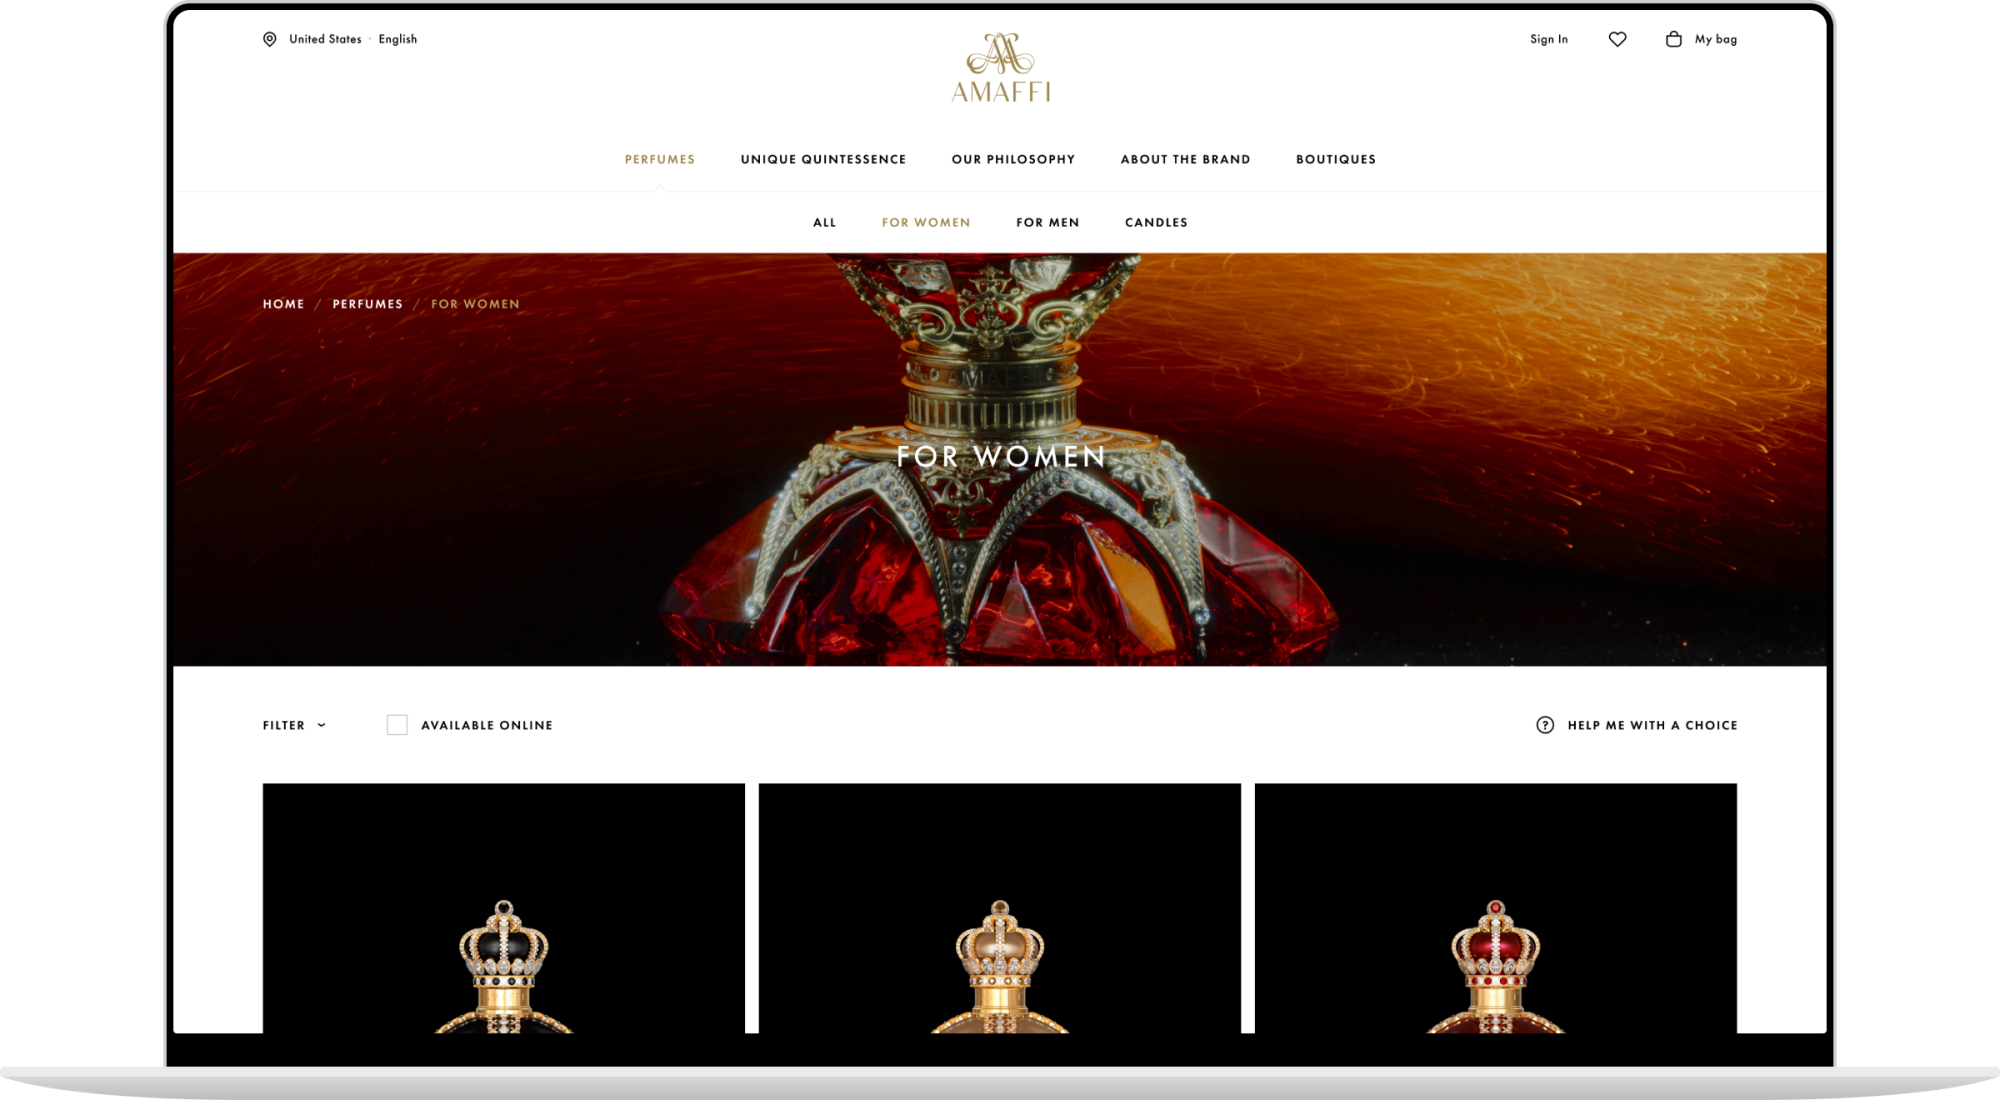 United States · English
Sign In
My bag
AMAFFI
PERFUMES
UNIQUE QUINTESSENCE
OUR PHILOSOPHY
ABOUT THE BRAND
BOUTIQUES
ALL
FOR WOMEN
FOR MEN
CANDLES
HOME / PERFUMES / FOR WOMEN
AMAFFI
FOR WOMEN
FILTER
AVAILABLE ONLINE
HELP ME WITH A CHOICE